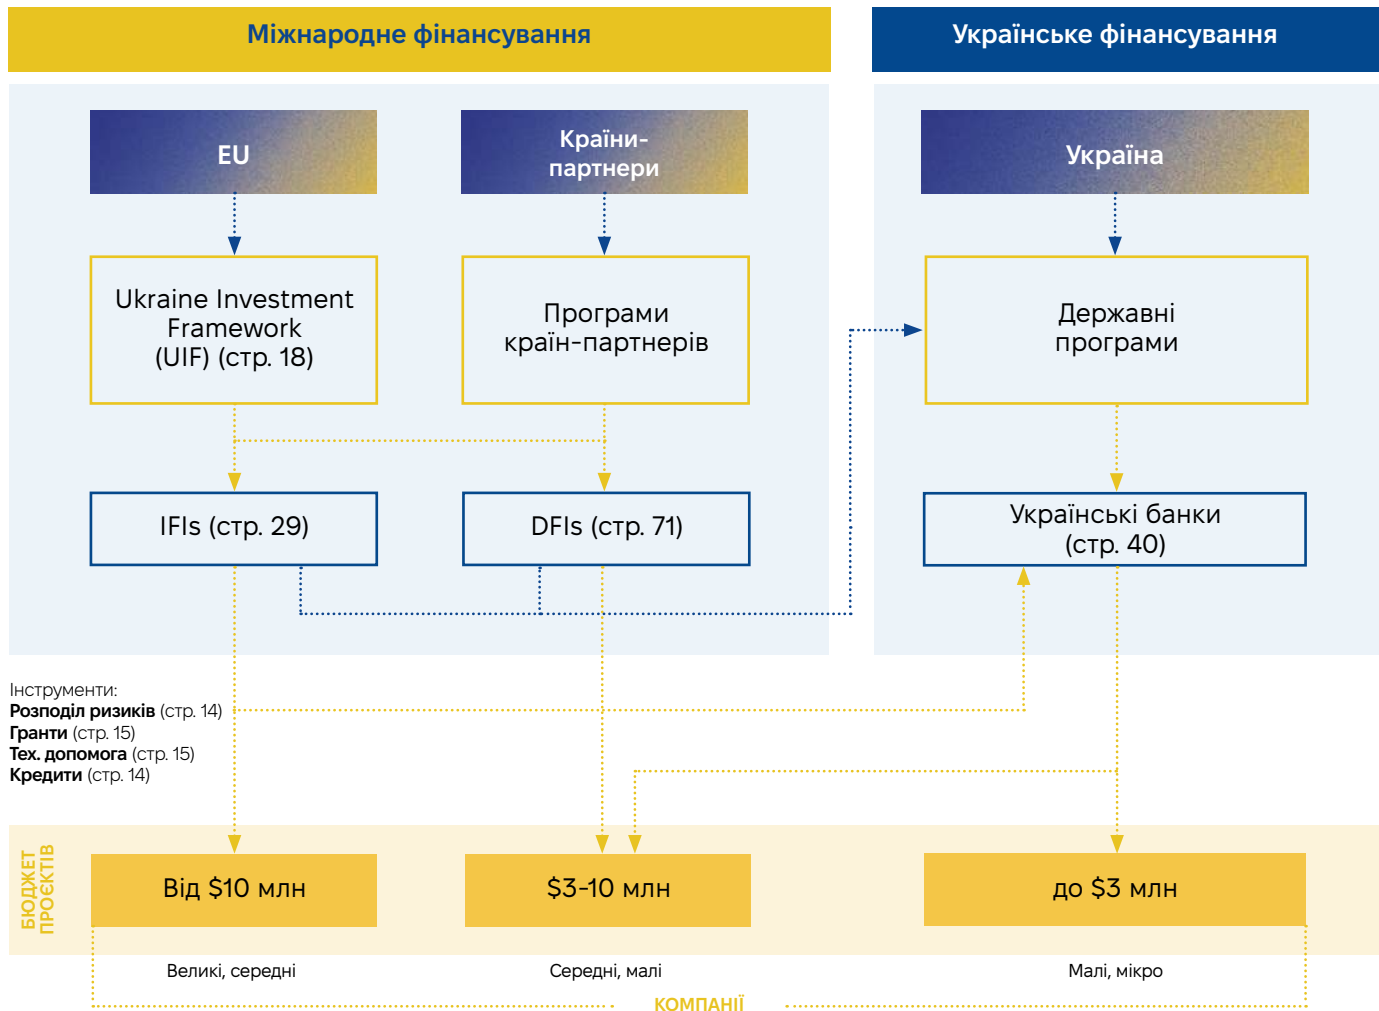 Міжнародне фінансування
Українське фінансування
EU
Країни-
партнери
Україна
Ukraine Investment
Framework
(UIF) (стр. 18)
Програми
країн-партнерів
Державні
програми
IFIs (стр. 29)
DFIs (стр. 71)
Українські банки
(стр. 40)
Інструменти:
Розподіл ризиків (стр. 14)
Гранти (стр. 15)
Тех. допомога (стр. 15)
Кредити (стр. 14)
БЮДЖЕТ
ПРОЄКТІВ
Від $10 млн
$3-10 млн
до $3 млн
Великі, середні
Середні, малі
Малі, мікро
КОМПАНІЇ